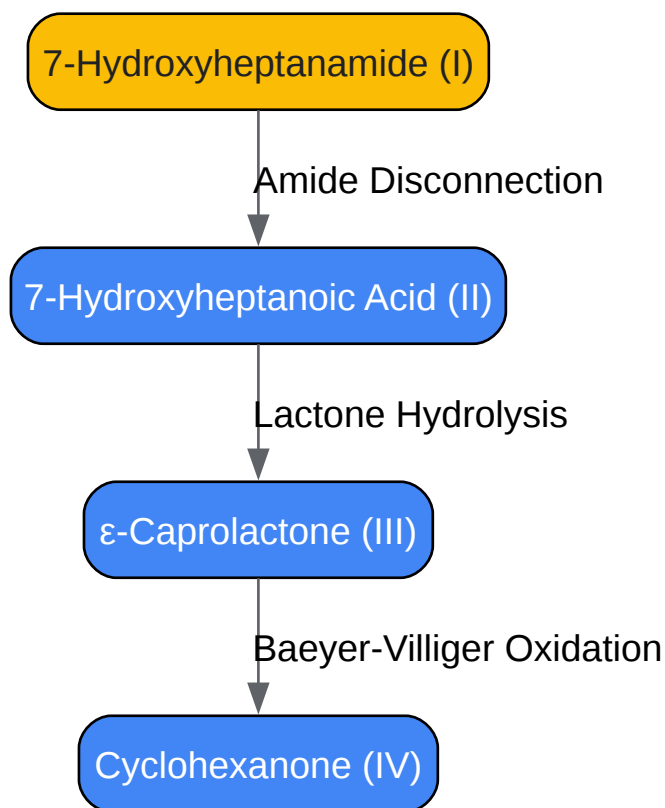 7-Hydroxyheptanamide (I)
Amide Disconnection
7-Hydroxyheptanoic Acid (II)
Lactone Hydrolysis
ε-Caprolactone (III)
Baeyer-Villiger Oxidation
Cyclohexanone (IV)